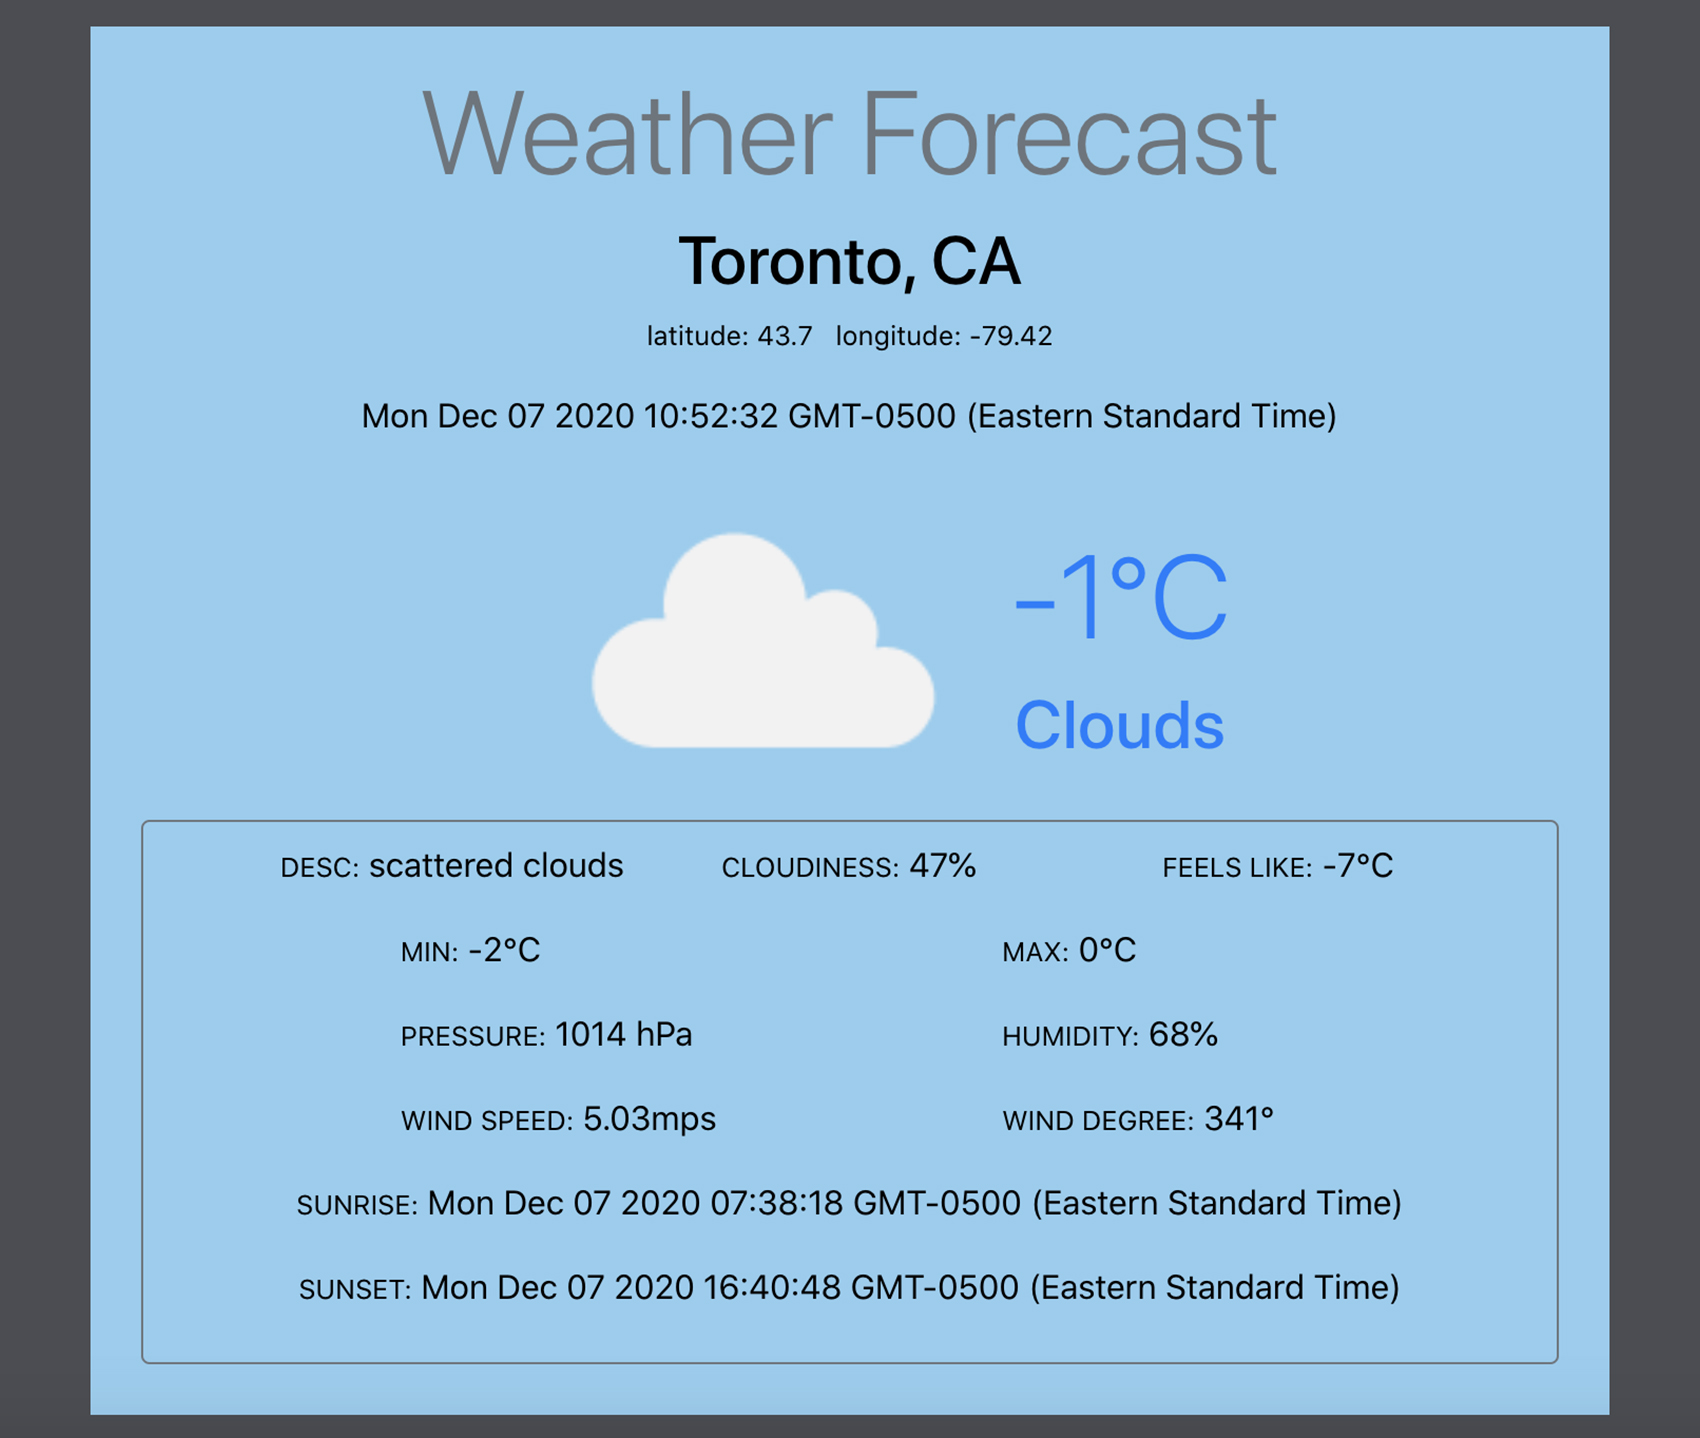 Weather Forecast
Toronto, CA
latitude: 43.7 longitude: -79.42
Mon Dec 07 2020 10:52:32 GMT-0500 (Eastern Standard Time)
-1°C
Clouds
DESC: scattered clouds CLOUDINESS: 47% FEELS LIKE: -7°C
MIN: -2°C MAX: 0°C
PRESSURE: 1014 hPa HUMIDITY: 68%
WIND SPEED: 5.03mps WIND DEGREE: 341°
SUNRISE: Mon Dec 07 2020 07:38:18 GMT-0500 (Eastern Standard Time)
SUNSET: Mon Dec 07 2020 16:40:48 GMT-0500 (Eastern Standard Time)